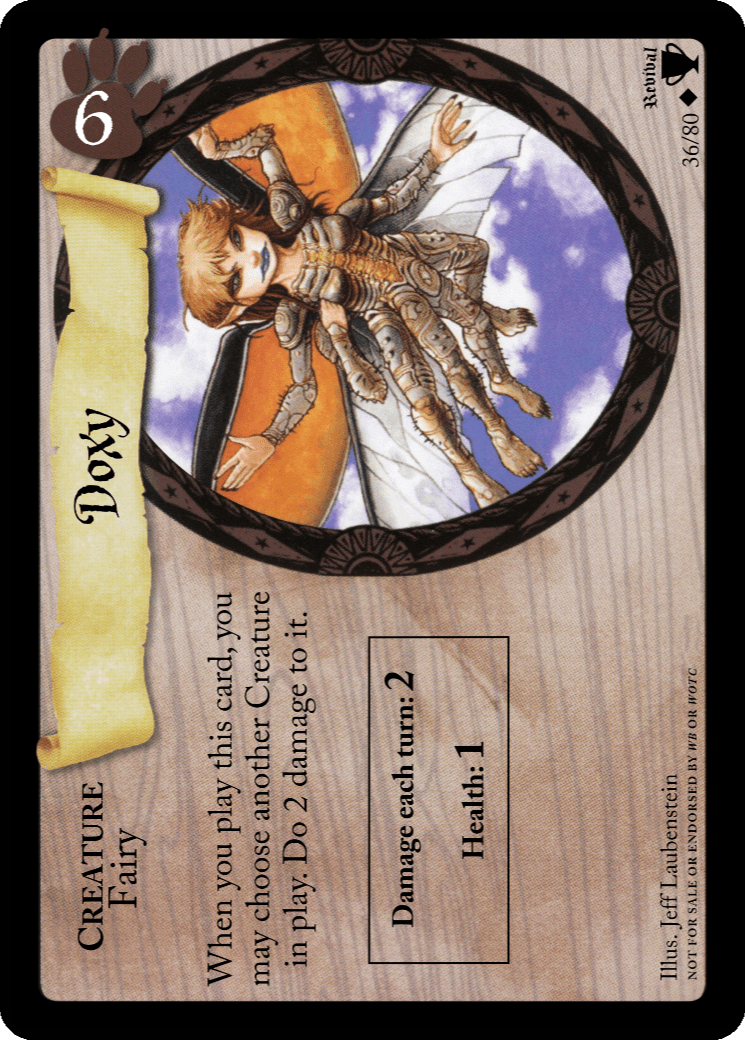 6
Doxy
CREATURE
Fairy
When you play this card, you
may choose another Creature
in play. Do 2 damage to it.
Damage each turn: 2
Health: 1
Illus. Jeff Laubenstein
NOT FOR SALE OR ENDORSED BY WB OR WOTC
Revival
36/80